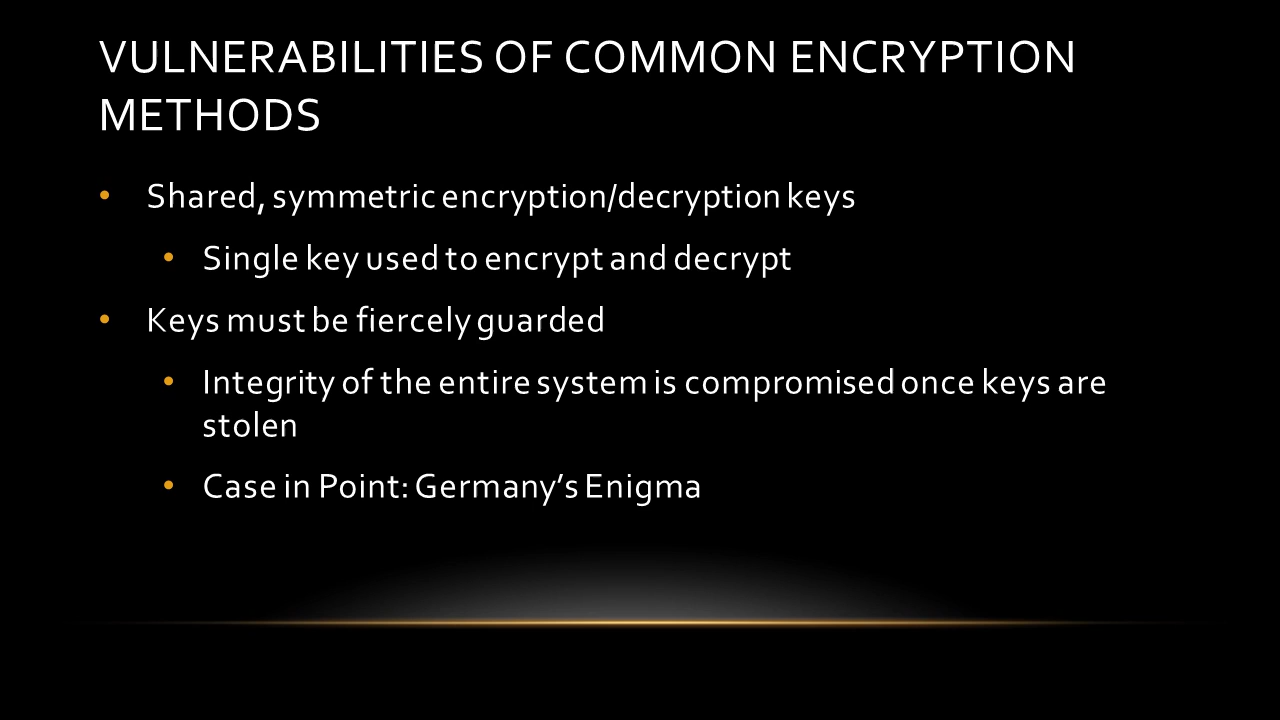 VULNERABILITIES OF COMMON ENCRYPTION
METHODS
• Shared, symmetric encryption/decryption keys
• Single key used to encrypt and decrypt
• Keys must be fiercely guarded
• Integrity of the entire system is compromised once keys are
stolen
• Case in Point: Germany’s Enigma